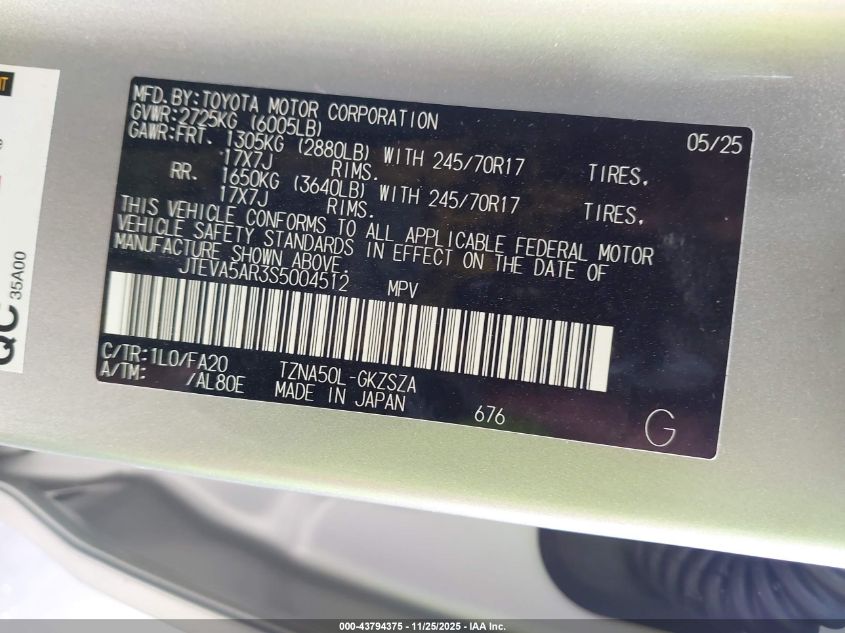 MFD.BY:TOYOTA MOTOR CORPORATION 05/25
GVWR:2725KG (6005LB)
GAWR:FRT. 1305KG (2880LB) WITH 245/70R17 TIRES,
17X7J RIMS.
RR. 1650KG (3640LB) WITH 245/70R17 TIRES,
17X7J RIMS.
THIS VEHICLE CONFORMS TO ALL APPLICABLE FEDERAL MOTOR
VEHICLE SAFETY STANDARDS IN EFFECT ON THE DATE OF
MANUFACTURE SHOWN ABOVE.
JTEVA5AR3S5004512 MPV
C/TR:1L0/FA20 TZNA50L-GKZSZA
A/TM: /AL80E MADE IN JAPAN 676
G
QC 35A00
000-43794375 - 11/25/2025 - IAA Inc.